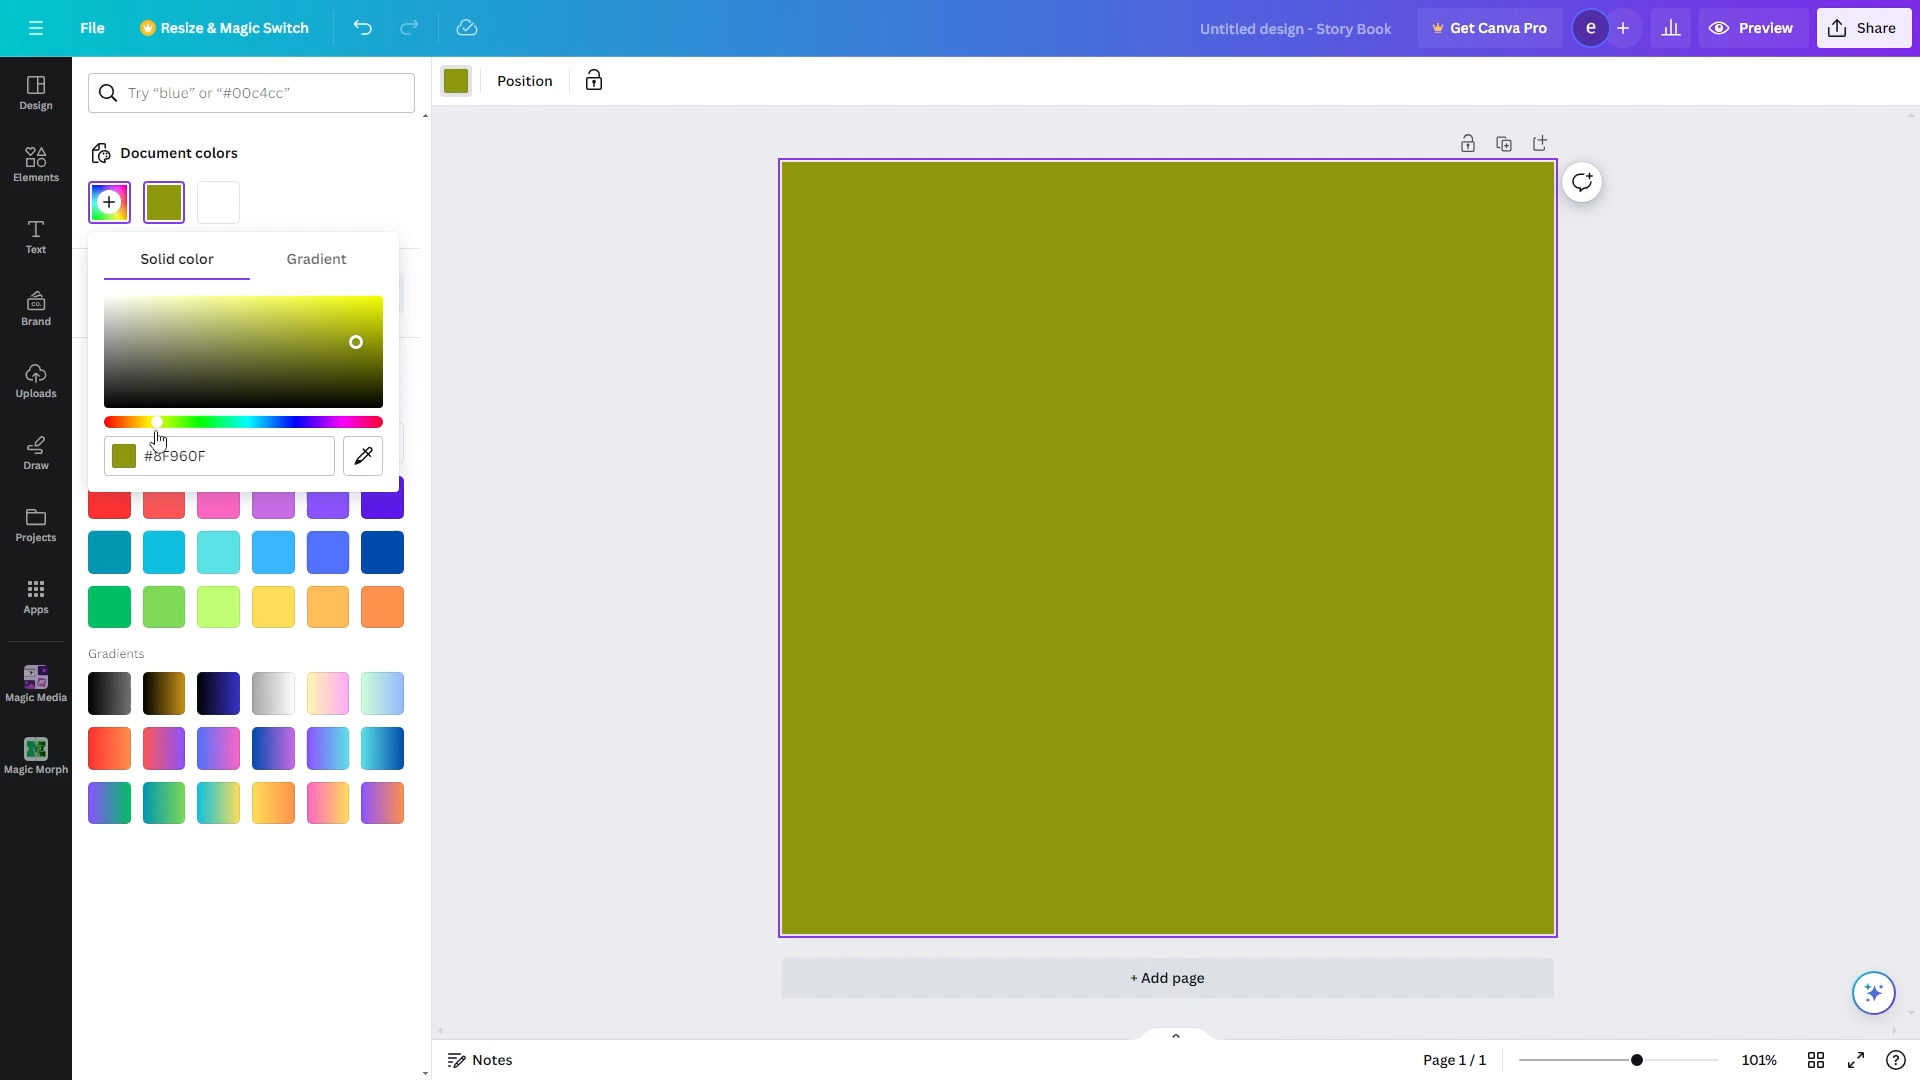 File
Resize & Magic Switch
Untitled design - Story Book
Get Canva Pro
e
Preview
Share
Design
Elements
Text
CO.
Brand
Uploads
Draw
Projects
Apps
Magic Media
Magic Morph
Try “blue” or “#00c4cc”
Document colors
Solid color
Gradient
#8F960F
Gradients
Position
+ Add page
Notes
Page 1 / 1
101%